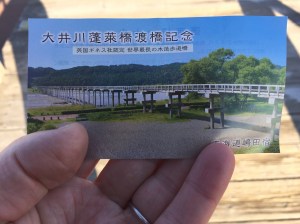 大井川蓬萊橋渡橋記念
英国ギネス社認定 世界最長の木造歩道橋